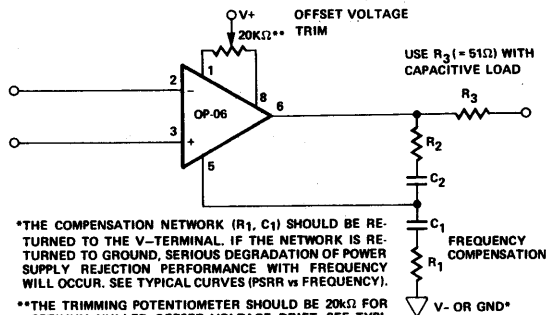 V+
OFFSET VOLTAGE
TRIM
20KΩ**
USE R3 (= 51Ω) WITH
CAPACITIVE LOAD
R3
1
2
8
6
OP-06
3
5
R2
C2
C1
R1
FREQUENCY
COMPENSATION
V- OR GND*
*THE COMPENSATION NETWORK (R1, C1) SHOULD BE RE-
TURNED TO THE V-TERMINAL. IF THE NETWORK IS RE-
TURNED TO GROUND, SERIOUS DEGRADATION OF POWER
SUPPLY REJECTION PERFORMANCE WITH FREQUENCY
WILL OCCUR. SEE TYPICAL CURVES (PSRR vs FREQUENCY).
**THE TRIMMING POTENTIOMETER SHOULD BE 20kΩ FOR